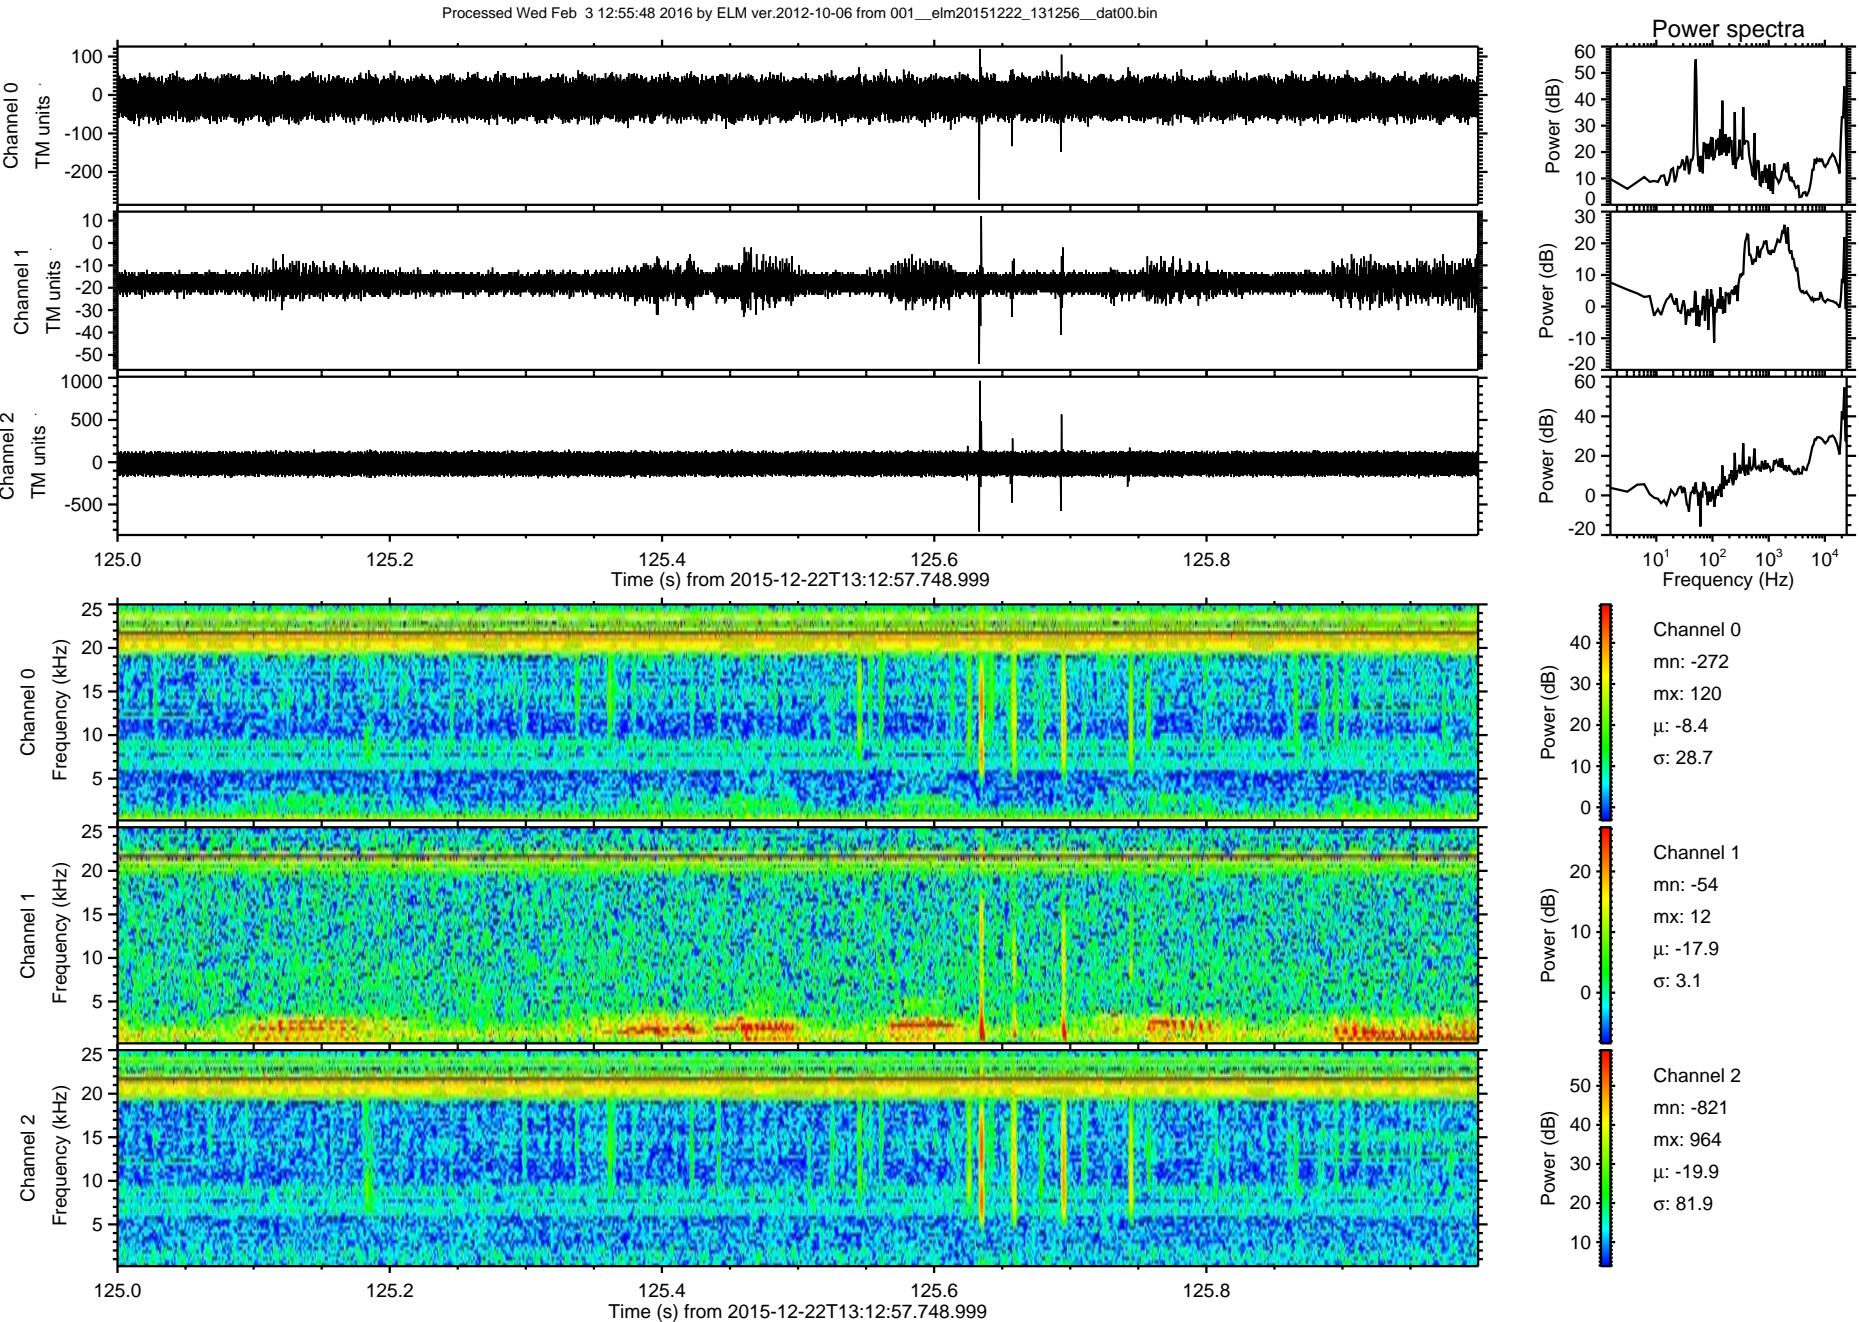 Processed Wed Feb  3 12:55:48 2016 by ELM ver.2012-10-06 from 001__elm20151222_131256__dat00.bin
Power spectra
Channel 0
TM units
100
0
-100
-200
Power (dB)
60
50
40
30
20
10
0
Channel 1
TM units
10
0
-10
-20
-30
-40
-50
Power (dB)
30
20
10
0
-10
-20
Channel 2
TM units
1000
500
0
-500
Power (dB)
60
40
20
0
-20
125.0 125.2 125.4 125.6 125.8
Time (s) from 2015-12-22T13:12:57.748.999
10¹ 10² 10³ 10⁴
Frequency (Hz)
Channel 0
Frequency (kHz)
25
20
15
10
5
Power (dB)
40
30
20
10
0
Channel 0
mn: -272
mx: 120
µ: -8.4
σ: 28.7
Channel 1
Frequency (kHz)
25
20
15
10
5
Power (dB)
20
10
0
Channel 1
mn: -54
mx: 12
µ: -17.9
σ: 3.1
Channel 2
Frequency (kHz)
25
20
15
10
5
Power (dB)
50
40
30
20
10
Channel 2
mn: -821
mx: 964
µ: -19.9
σ: 81.9
125.0 125.2 125.4 125.6 125.8
Time (s) from 2015-12-22T13:12:57.748.999